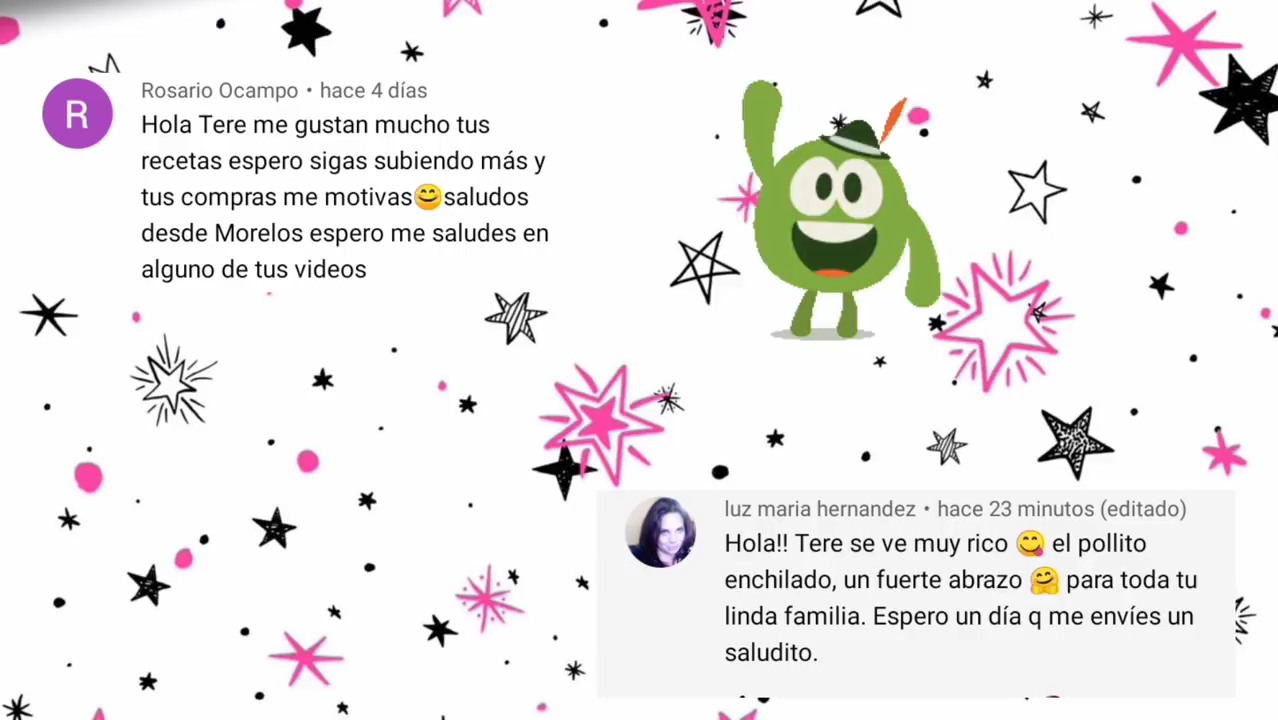 R
Rosario Ocampo • hace 4 días
Hola Tere me gustan mucho tus
recetas espero sigas subiendo más y
tus compras me motivas😊saludos
desde Morelos espero me saludes en
alguno de tus videos
luz maria hernandez • hace 23 minutos (editado)
Hola!! Tere se ve muy rico 😋 el pollito
enchilado, un fuerte abrazo 🤗 para toda tu
linda familia. Espero un día q me envíes un
saludito.